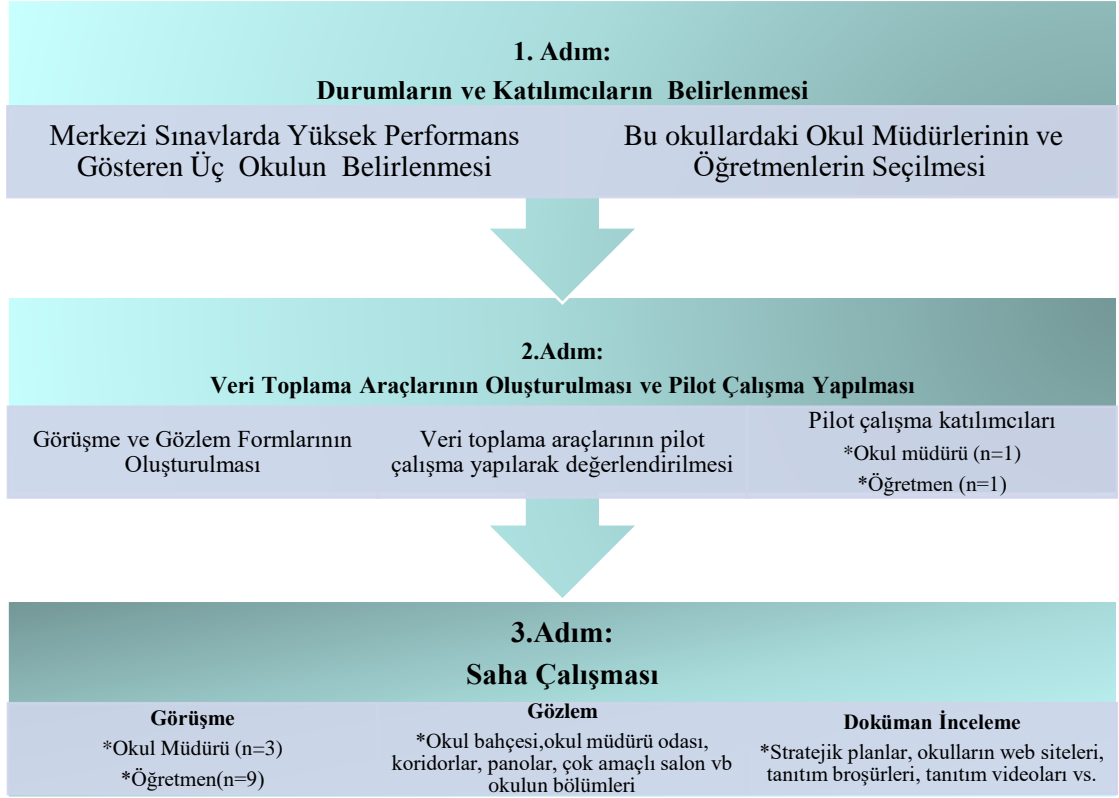 1. Adım:
Durumların ve Katılımcıların Belirlenmesi
Merkezi Sınavlarda Yüksek Performans
Gösteren Üç Okulun Belirlenmesi
Bu okullardaki Okul Müdürlerinin ve
Öğretmenlerin Seçilmesi
2.Adım:
Veri Toplama Araçlarının Oluşturulması ve Pilot Çalışma Yapılması
Görüşme ve Gözlem Formlarının
Oluşturulması
Veri toplama araçlarının pilot
çalışma yapılarak değerlendirilmesi
Pilot çalışma katılımcıları
*Okul müdürü (n=1)
*Öğretmen (n=1)
3.Adım:
Saha Çalışması
Görüşme
*Okul Müdürü (n=3)
*Öğretmen(n=9)
Gözlem
*Okul bahçesi,okul müdürü odası,
koridorlar, panolar, çok amaçlı salon vb
okulun bölümleri
Doküman İnceleme
*Stratejik planlar, okulların web siteleri,
tanıtım broşürleri, tanıtım videoları vs.